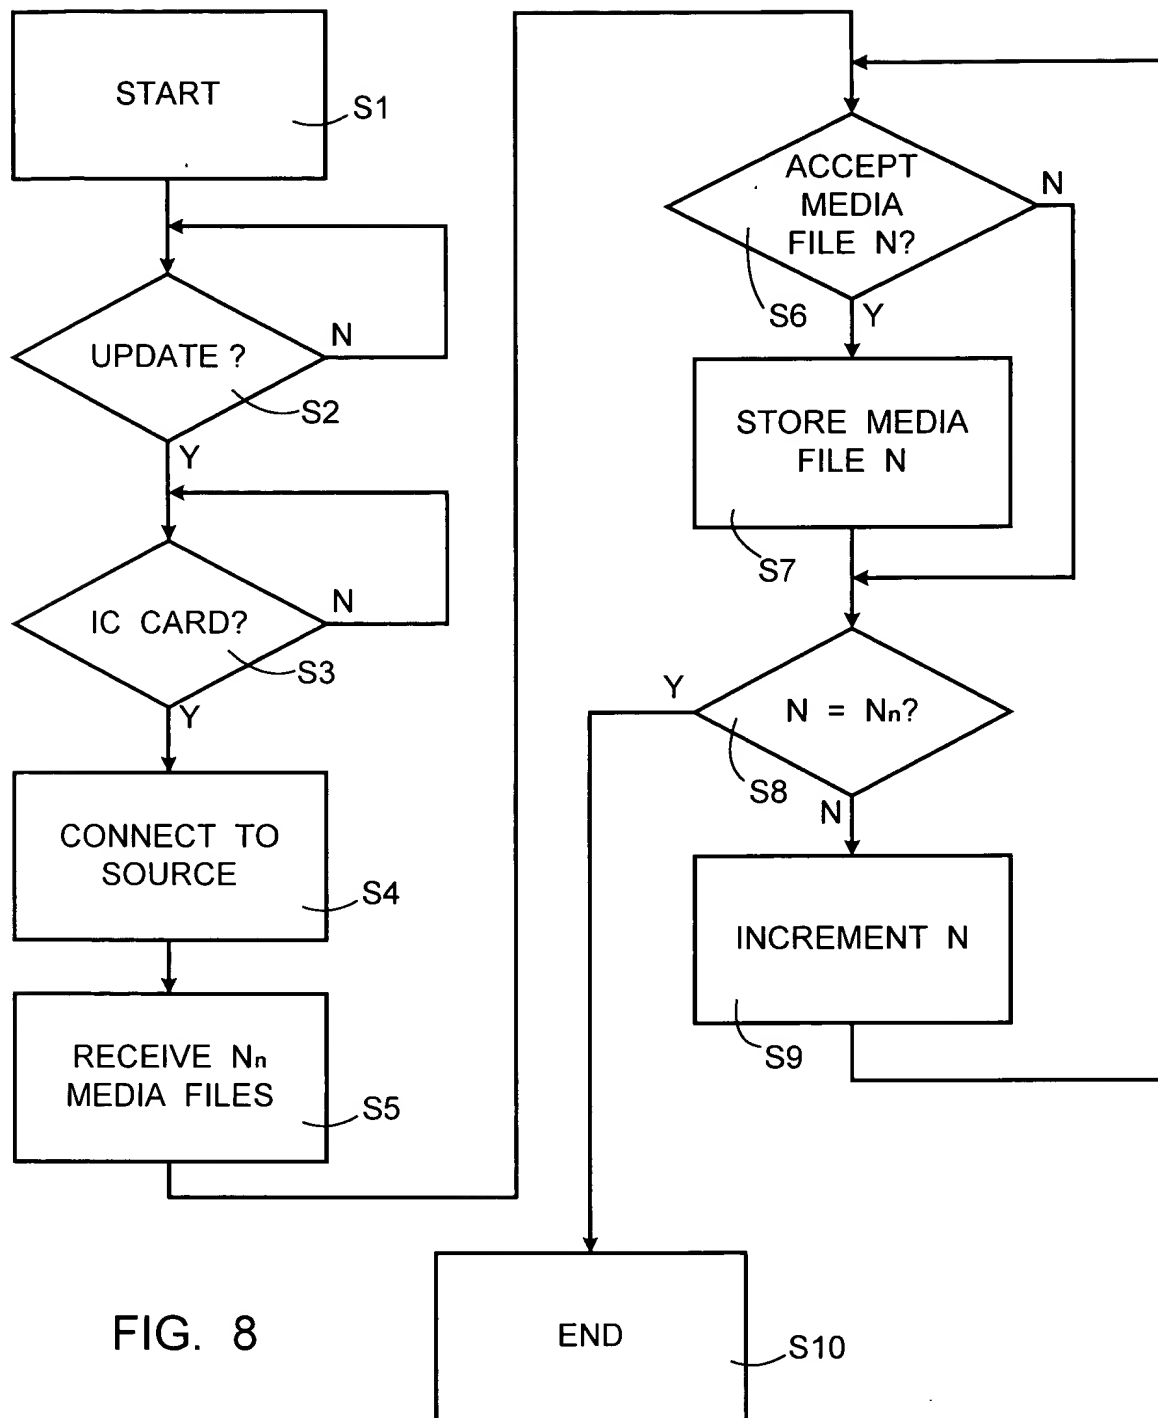 START
S1
UPDATE ?
N
S2
Y
IC CARD?
N
S3
Y
CONNECT TO
SOURCE
S4
RECEIVE Nn
MEDIA FILES
S5
ACCEPT
MEDIA
FILE N?
N
S6
Y
STORE MEDIA
FILE N
S7
Y
N = Nn?
S8
N
INCREMENT N
S9
END
S10
FIG. 8